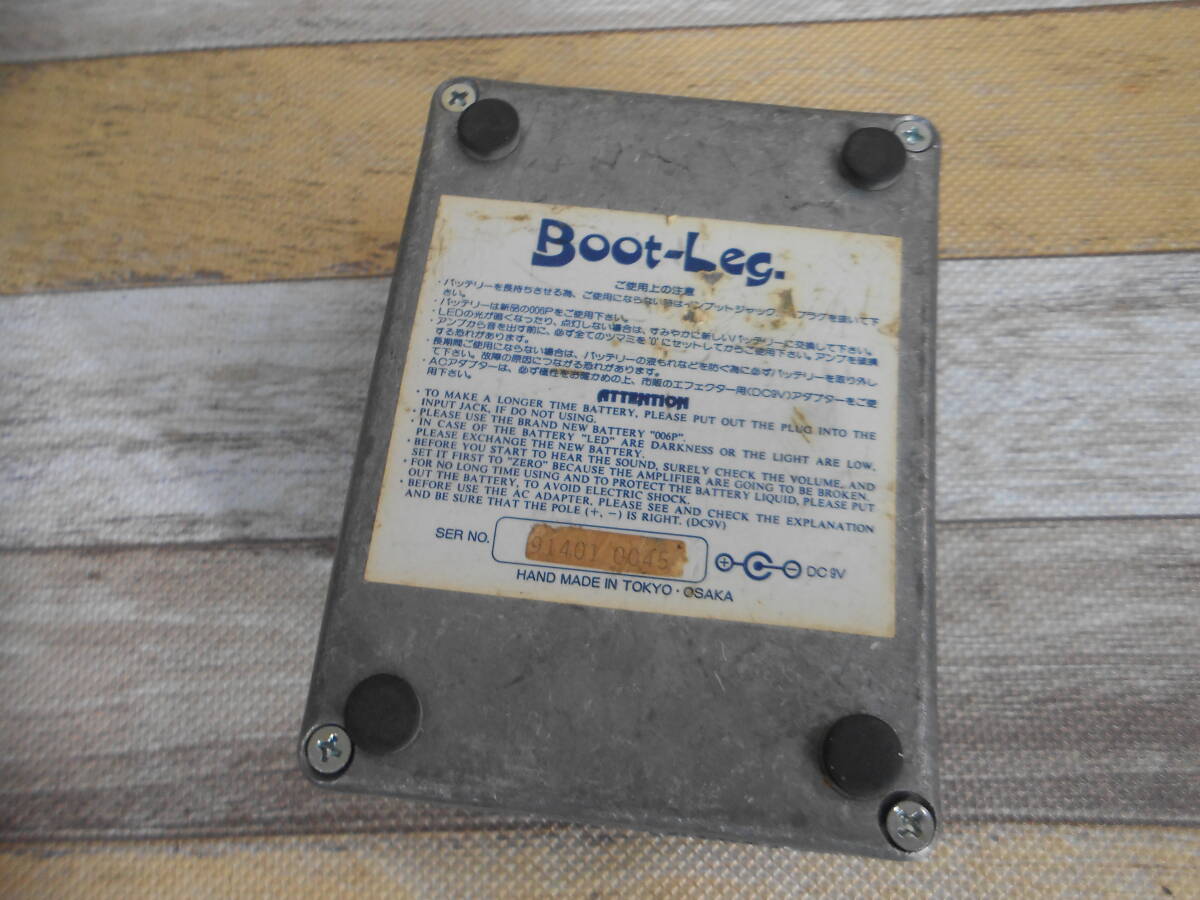 Boot-Leg.
ご使用上の注意
・バッテリーを長持ちさせる為、ご使用にならない時はインプットジャック プラグを抜いて下
さい。
・バッテリーは新品の006Pをご使用下さい。
・LEDの光が暗くなったり、点灯しない場合は、すみやかに新しいバッテリーに交換して下さい。
・アンプから音を出す前に、必ず全てのツマミを"0"にセットしてからご使用下さい。アンプを破損
する恐れがあります。
・長期間ご使用にならない場合は、バッテリーの液もれなどを防ぐ為に必ずバッテリーを取り外し
て下さい。故障の原因につながる恐れがあります。
・ACアダプターは、必ず極性をお確かめの上、市販のエフェクター用(DC9V)アダプターをご使
用下さい。
ATTENTION
・TO MAKE A LONGER TIME BATTERY, PLEASE PUT OUT THE PLUG INTO THE
INPUT JACK, IF DO NOT USING.
・PLEASE USE THE BRAND NEW BATTERY "006P".
・IN CASE OF THE BATTERY "LED" ARE DARKNESS OR THE LIGHT ARE LOW,
PLEASE EXCHANGE THE NEW BATTERY.
・BEFORE YOU START TO HEAR THE SOUND, SURELY CHECK THE VOLUME, AND
SET IT FIRST TO "ZERO" BECAUSE THE AMPLIFIER ARE GOING TO BE BROKEN.
・FOR NO LONG TIME USING AND TO PROTECT THE BATTERY LIQUID, PLEASE PUT
OUT THE BATTERY, TO AVOID ELECTRIC SHOCK.
・BEFORE USE THE AC ADAPTER, PLEASE SEE AND CHECK THE EXPLANATION
AND BE SURE THAT THE POLE (+, −) IS RIGHT. (DC9V)
SER NO. 91401 0045 + − DC 9V
HAND MADE IN TOKYO・OSAKA